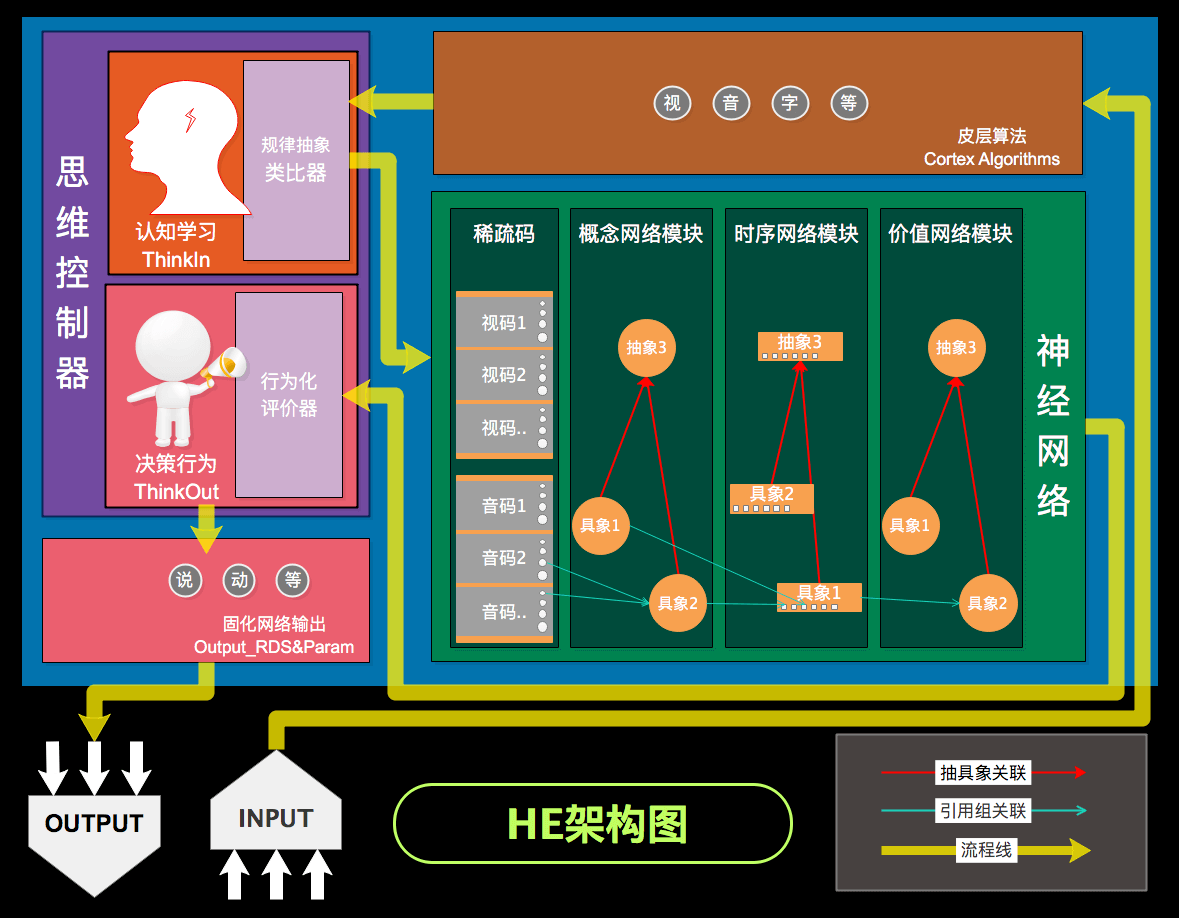 思维控制器
规律抽象
类比器
认知学习
ThinkIn
行为化
评价器
决策行为
ThinkOut
说 动 等
固化网络输出
Output_RDS&Param
视 音 字 等
皮层算法
Cortex Algorithms
稀疏码
视码1
视码2
视码..
音码1
音码2
音码..
概念网络模块
抽象3
具象1
具象2
时序网络模块
抽象3
具象2
具象1
价值网络模块
抽象3
具象1
具象2
神经网络
OUTPUT
INPUT
HE架构图
抽具象关联
引用组关联
流程线